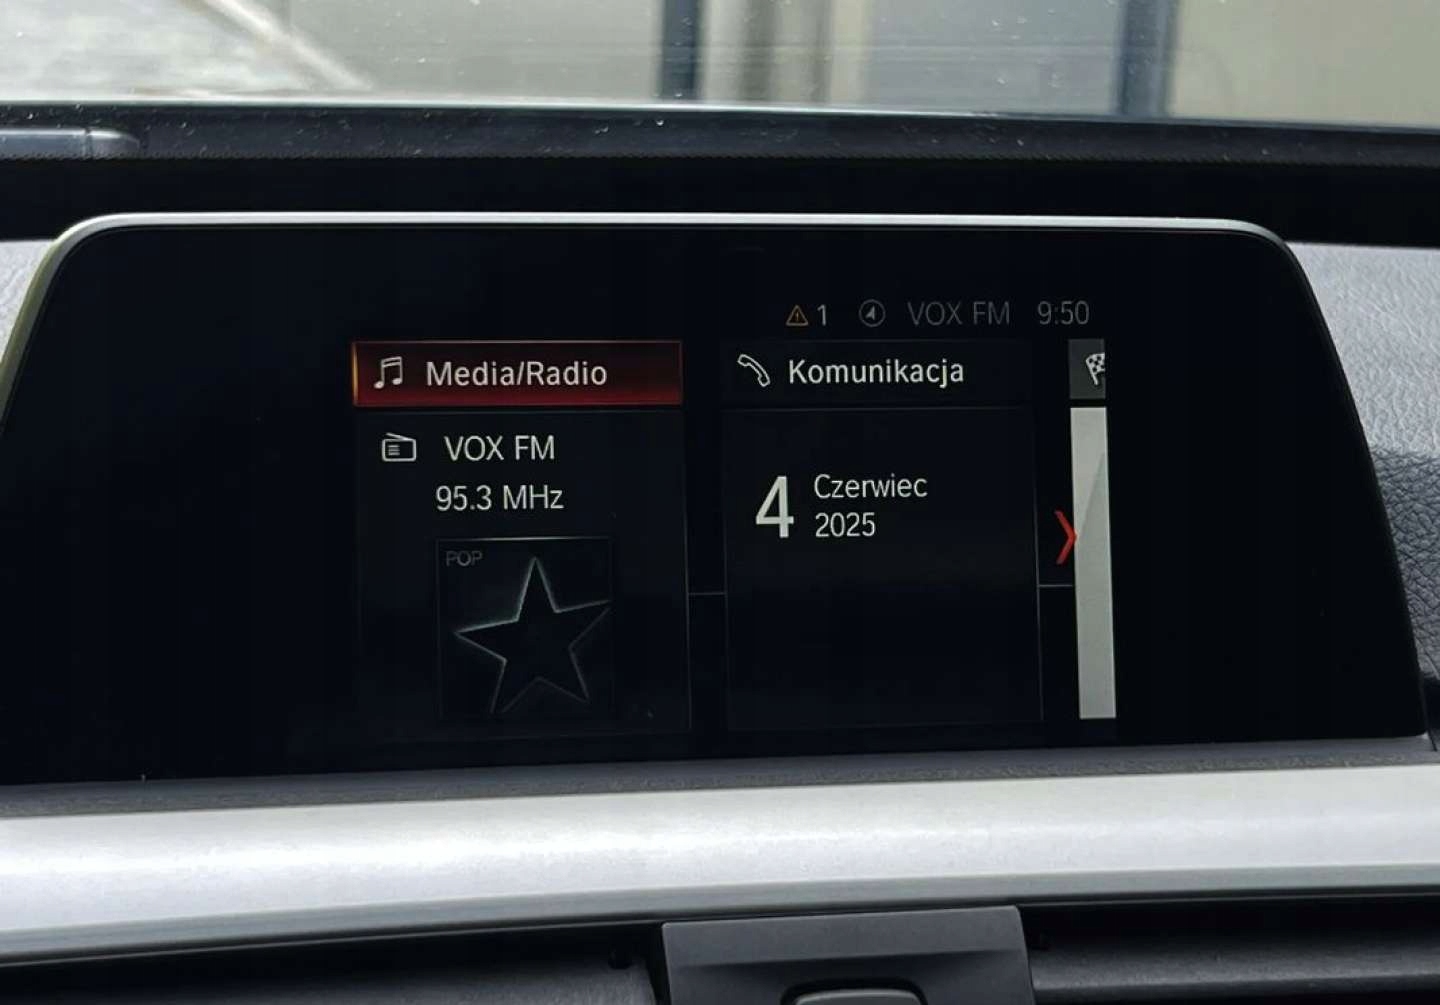 1 VOX FM 9:50
Media/Radio
VOX FM
95.3 MHz
POP
Komunikacja
4 Czerwiec
2025